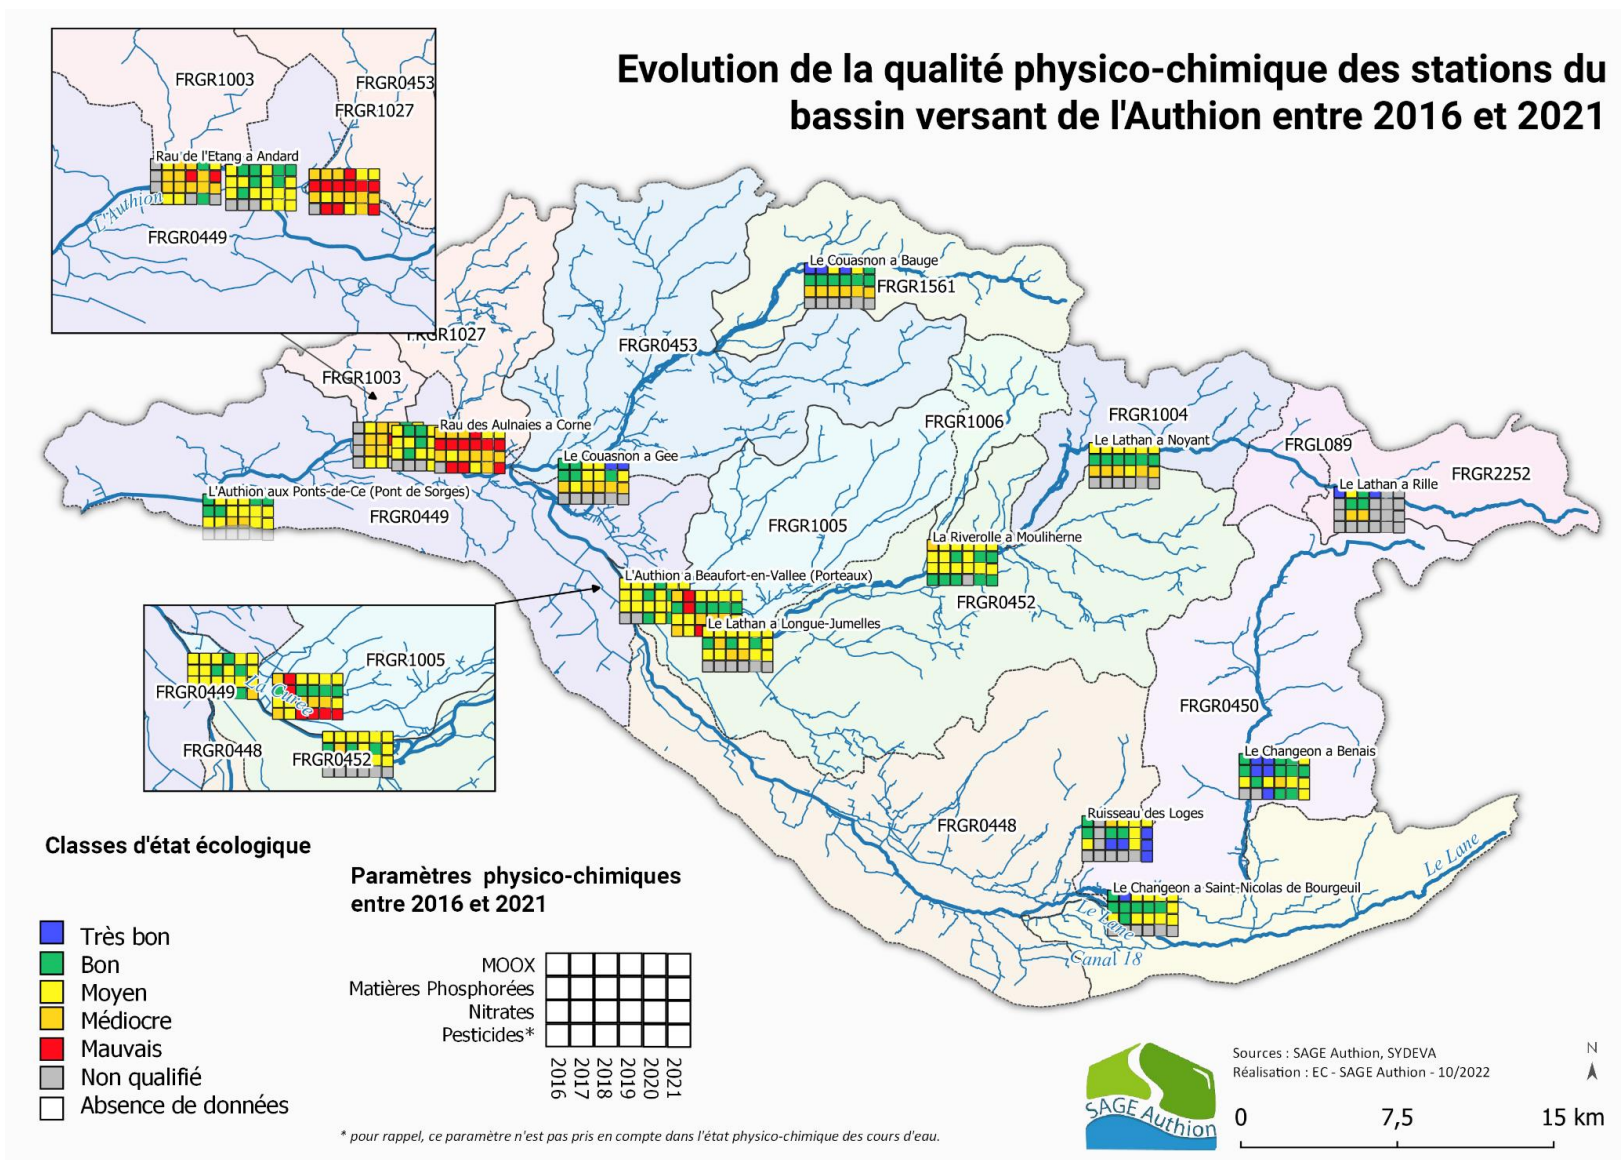 Evolution de la qualité physico-chimique des stations du
bassin versant de l'Authion entre 2016 et 2021
FRGR1003
FRGR0453
FRGR1027
Rau de l'Etang a Andard
L'Authion
FRGR0449
Le Couasnon a Bauge
FRGR1561
FRGR1027
FRGR0453
FRGR1003
FRGR1006
FRGR1004
Rau des Aulnaies a Corne
Le Lathan a Noyant
FRGL089
Le Couasnon a Gee
FRGR2252
Le Lathan a Rille
L'Authion aux Ponts-de-Ce (Pont de Sorges)
FRGR0449
FRGR1005
La Riverolle a Mouliherne
L'Authion a Beaufort-en-Vallee (Porteaux)
FRGR0452
Le Lathan a Longue-Jumelles
FRGR1005
FRGR0449
La Curee
FRGR0448
FRGR0452
FRGR0450
Le Changeon a Benais
Ruisseau des Loges
FRGR0448
Le Lane
Le Changeon a Saint-Nicolas de Bourgeuil
Le Lane
Canal 18
Classes d'état écologique
Très bon
Bon
Moyen
Médiocre
Mauvais
Non qualifié
Absence de données
Paramètres physico-chimiques
entre 2016 et 2021
MOOX
Matières Phosphorées
Nitrates
Pesticides*
2016
2017
2018
2019
2020
2021
* pour rappel, ce paramètre n'est pas pris en compte dans l'état physico-chimique des cours d'eau.
SAGE Authion
Sources : SAGE Authion, SYDEVA
Réalisation : EC - SAGE Authion - 10/2022
N
0 7,5 15 km